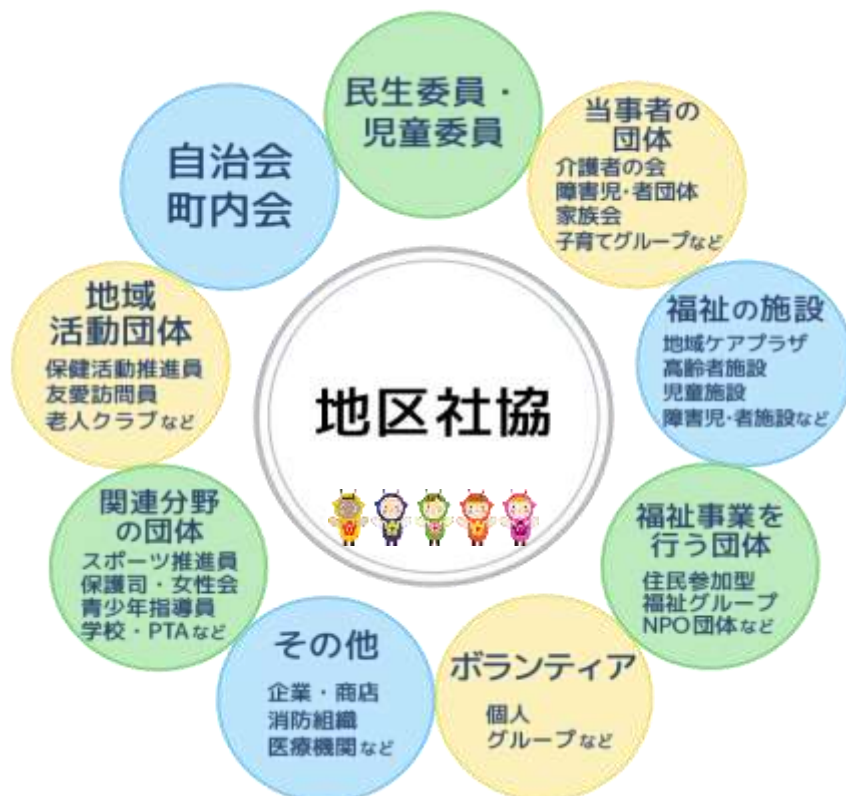 民生委員・
児童委員
当事者の
団体
介護者の会
障害児・者団体
家族会
子育てグループなど
福祉の施設
地域ケアプラザ
高齢者施設
児童施設
障害児・者施設など
福祉事業を
行う団体
住民参加型
福祉グループ
NPO団体など
ボランティア
個人
グループなど
その他
企業・商店
消防組織
医療機関など
関連分野
の団体
スポーツ推進員
保護司・女性会
青少年指導員
学校・PTAなど
地域
活動団体
保健活動推進員
友愛訪問員
老人クラブなど
自治会
町内会
地区社協